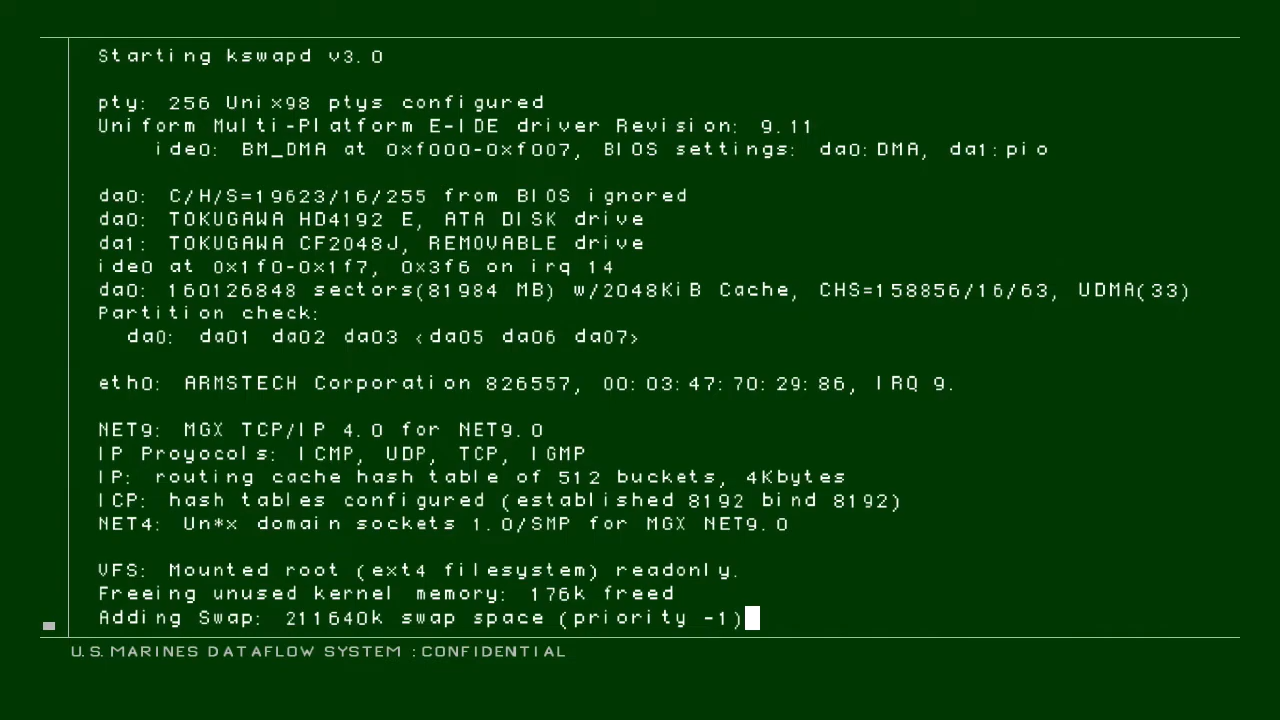 Starting kswapd v3.0
pty: 256 Unix98 ptys configured
Uniform Multi-Platform E-IDE driver Revision: 9.11
ide0: BM_DMA at 0xf000-0xf007, BIOS settings: da0:DMA, da1:pio
da0: C/H/S=19623/16/255 from BIOS ignored
da0: TOKUGAWA HD4192 E, ATA DISK drive
da1: TOKUGAWA CF2048J, REMOVABLE drive
ide0 at 0x1f0-0x1f7, 0x3f6 on irq 14
da0: 160126848 sectors(81984 MB) w/2048KiB Cache, CHS=158856/16/63, UDMA(33)
Partition check:
da0: da01 da02 da03 <da05 da06 da07>
eth0: ARMSTECH Corporation 826557, 00:03:47:70:29:86, IRQ 9.
NET9: MGX TCP/IP 4.0 for NET9.0
IP Proyocols: ICMP, UDP, TCP, IGMP
IP: routing cache hash table of 512 buckets, 4Kbytes
ICP: hash tables configured (established 8192 bind 8192)
NET4: Un*x domain sockets 1.0/SMP for MGX NET9.0
VFS: Mounted root (ext4 filesystem) readonly.
Freeing unused kernel memory: 176k freed
Adding Swap: 211640k swap space (priority -1)
U.S.MARINES DATAFLOW SYSTEM :CONFIDENTIAL